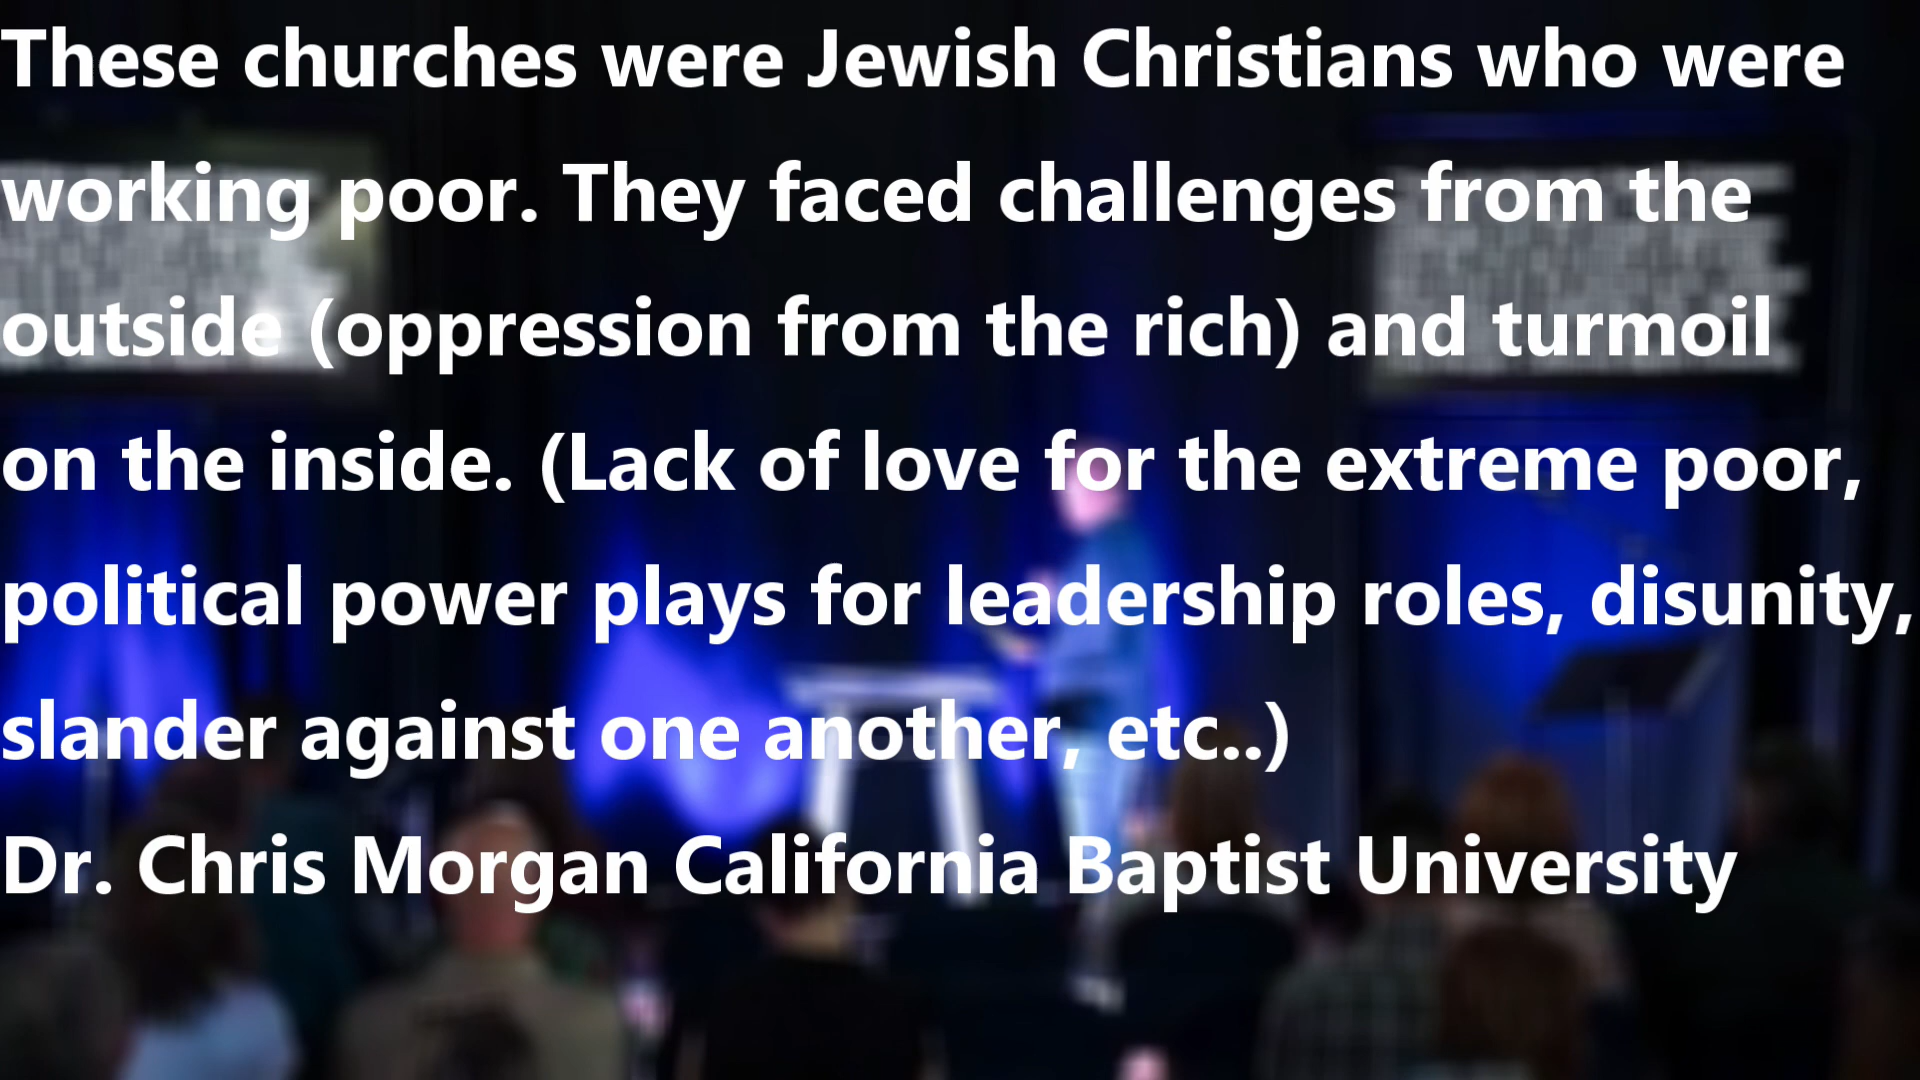 These churches were Jewish Christians who were
working poor. They faced challenges from the
outside (oppression from the rich) and turmoil
on the inside. (Lack of love for the extreme poor,
political power plays for leadership roles, disunity,
slander against one another, etc..)
Dr. Chris Morgan California Baptist University